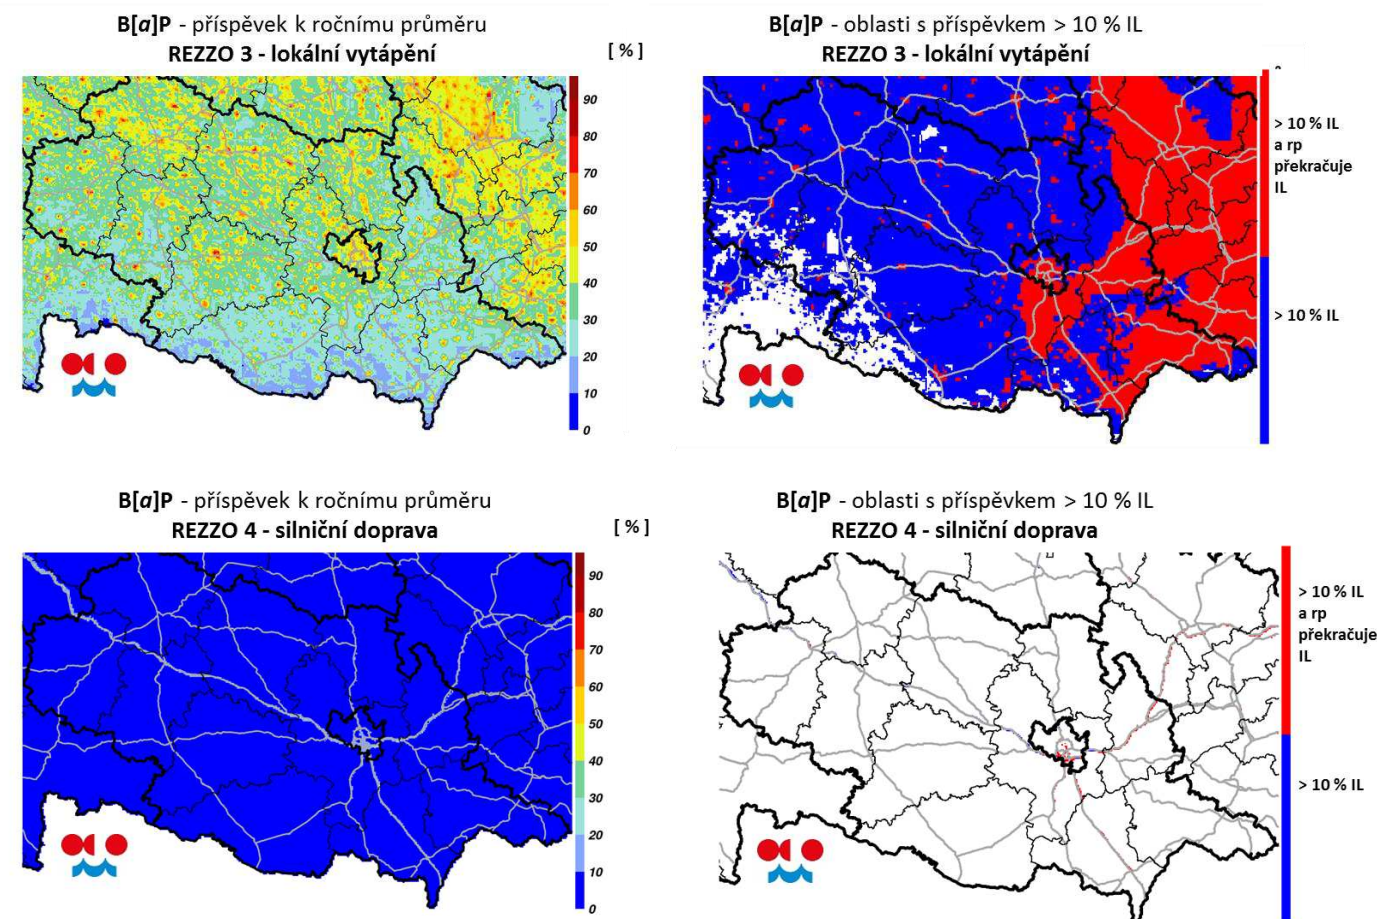 B[a]P - příspěvek k ročnímu průměru
REZZO 3 - lokální vytápění
[ % ]
90
80
70
60
50
40
30
20
10
0
B[a]P - oblasti s příspěvkem > 10 % IL
REZZO 3 - lokální vytápění
> 10 % IL
a rp
překračuje
IL
> 10 % IL
B[a]P - příspěvek k ročnímu průměru
REZZO 4 - silniční doprava
[ % ]
90
80
70
60
50
40
30
20
10
0
B[a]P - oblasti s příspěvkem > 10 % IL
REZZO 4 - silniční doprava
> 10 % IL
a rp
překračuje
IL
> 10 % IL